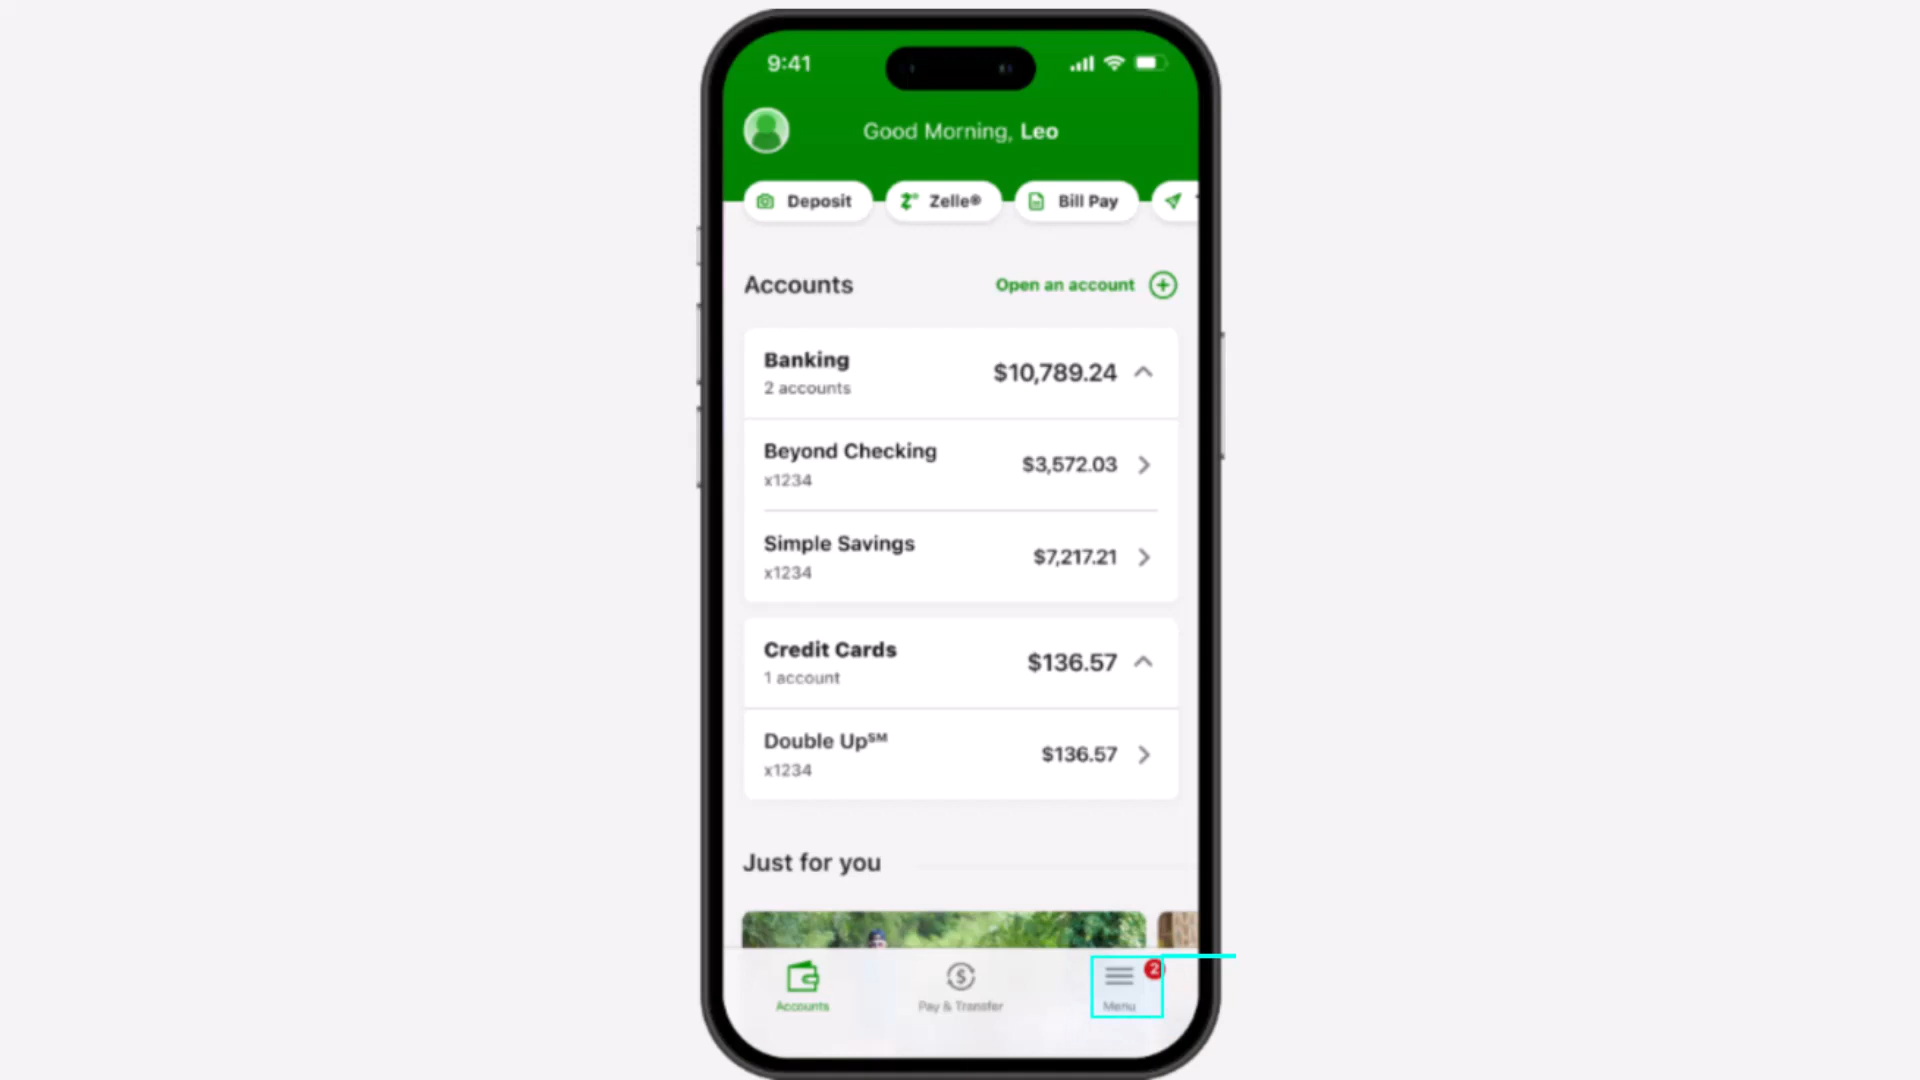 9:41
Good Morning, Leo
Deposit
Zelle®
Bill Pay
Accounts
Open an account
Banking
$10,789.24
2 accounts
Beyond Checking
$3,572.03
x1234
Simple Savings
$7,217.21
x1234
Credit Cards
$136.57
1 account
Double Up℠
$136.57
x1234
Just for you
2
Accounts
Pay & Transfer
Menu